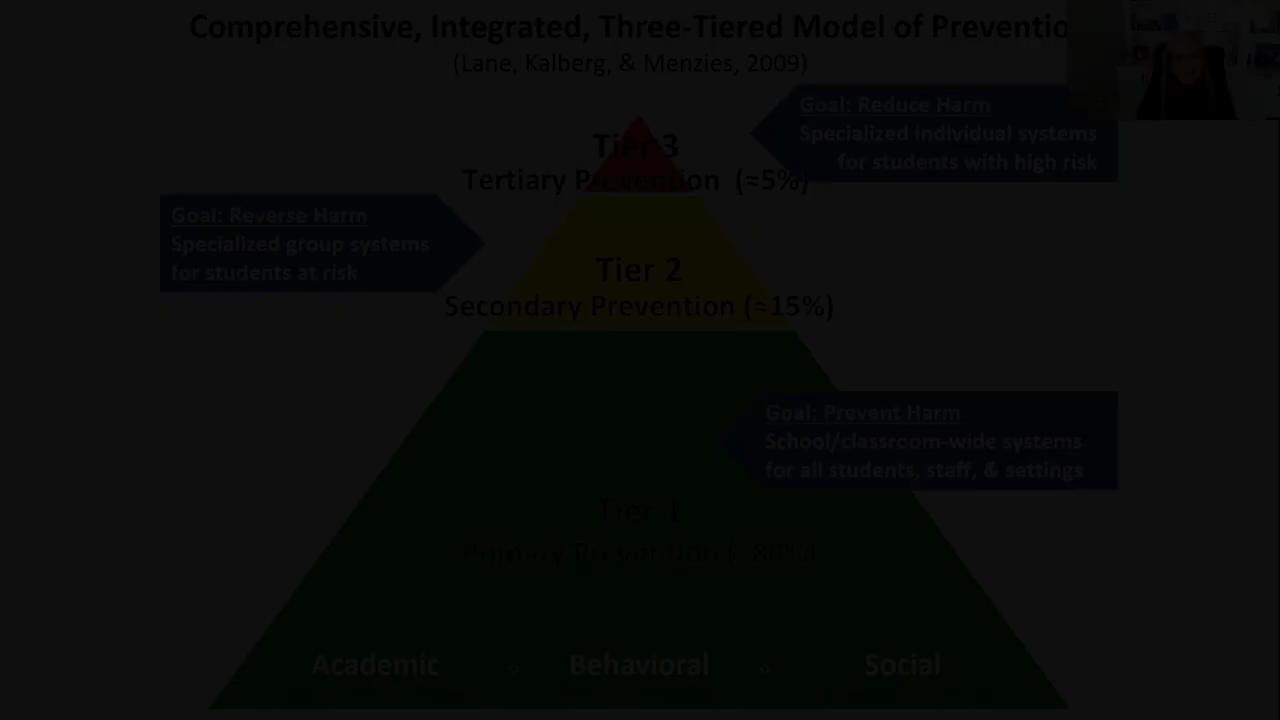 Comprehensive, Integrated, Three-Tiered Model of Preventio
(Lane, Kalberg, & Menzies, 2009)
Goal: Reduce Harm
Specialized individual systems
for students with high risk
Tier 3
Tertiary Prevention (≈5%)
Goal: Reverse Harm
Specialized group systems
for students at risk
Tier 2
Secondary Prevention (≈15%)
Goal: Prevent Harm
School/classroom-wide systems
for all students, staff, & settings
Tier 1
Primary Prevention (≈80%)
Academic ○ Behavioral ○ Social